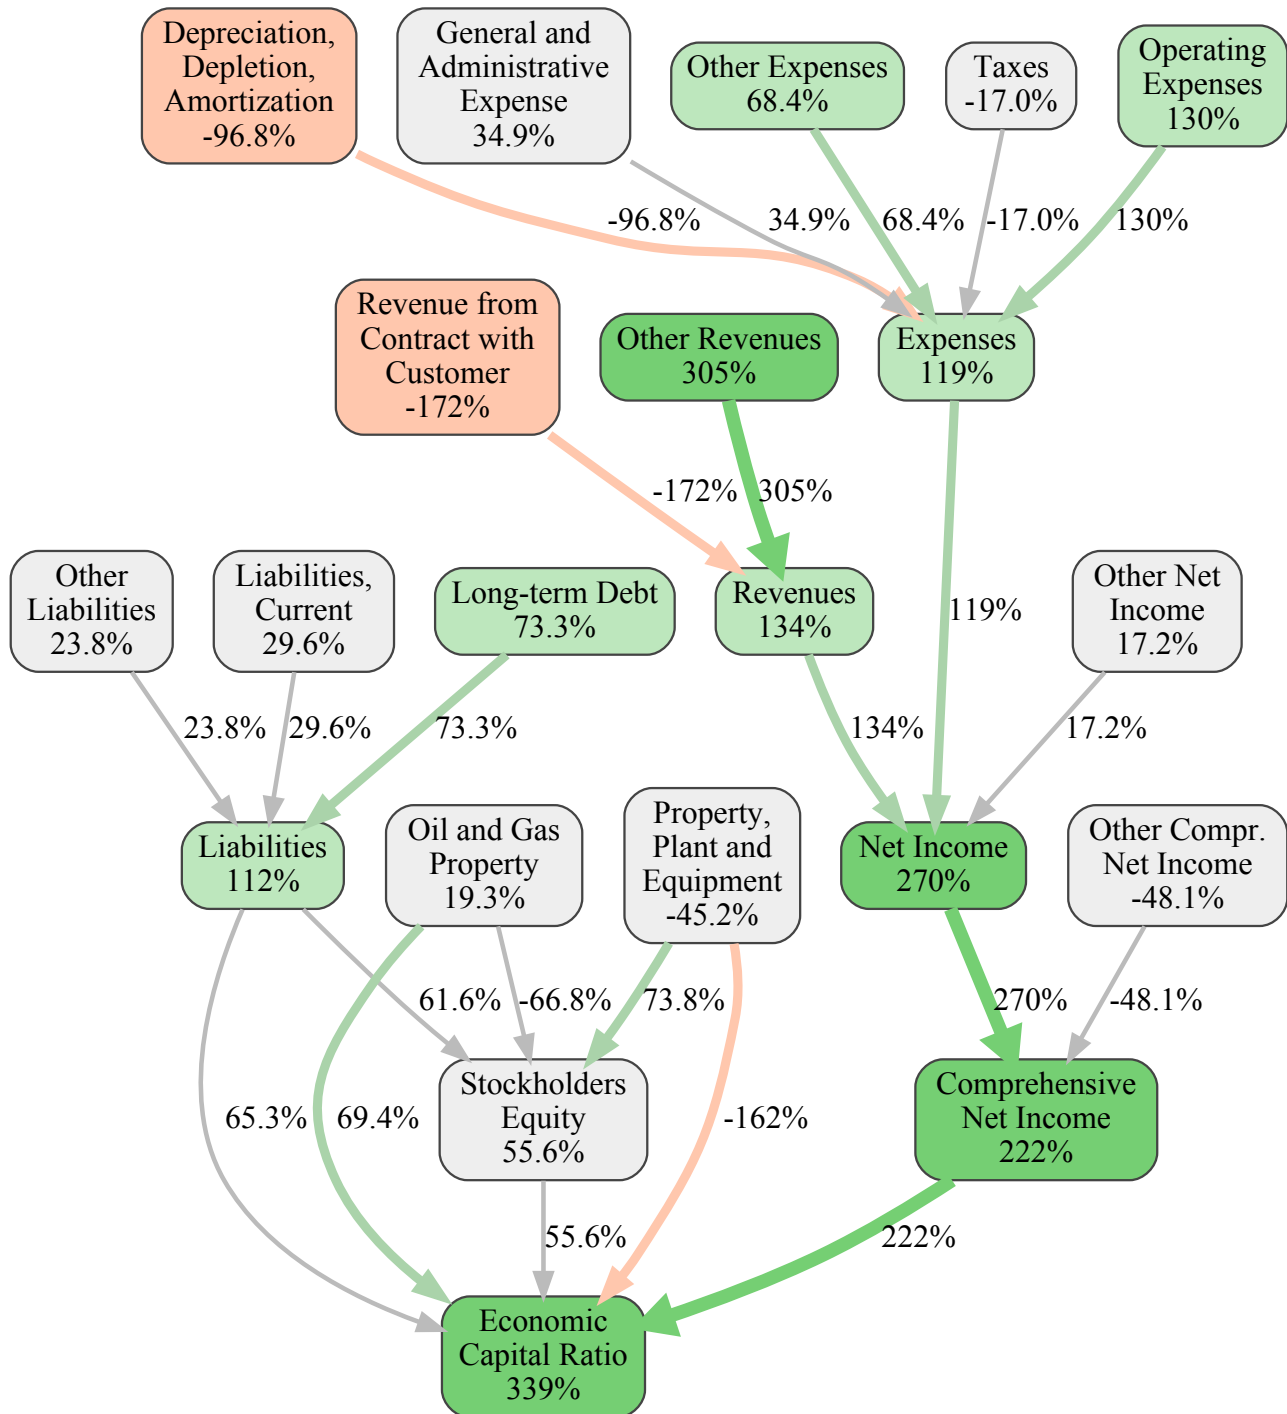 Depreciation,
Depletion,
Amortization
-96.8%
General and
Administrative
Expense
34.9%
Other Expenses
68.4%
Taxes
-17.0%
Operating
Expenses
130%
-96.8%
34.9%
68.4%
-17.0%
130%
Revenue from
Contract with
Customer
-172%
Other Revenues
305%
Expenses
119%
-172%
305%
119%
Other
Liabilities
23.8%
Liabilities,
Current
29.6%
Long-term Debt
73.3%
Revenues
134%
Other Net
Income
17.2%
23.8%
29.6%
73.3%
134%
17.2%
Liabilities
112%
Oil and Gas
Property
19.3%
Property,
Plant and
Equipment
-45.2%
Net Income
270%
Other Compr.
Net Income
-48.1%
61.6%
-66.8%
73.8%
270%
-48.1%
65.3%
69.4%
Stockholders
Equity
55.6%
-162%
Comprehensive
Net Income
222%
55.6%
222%
Economic
Capital Ratio
339%